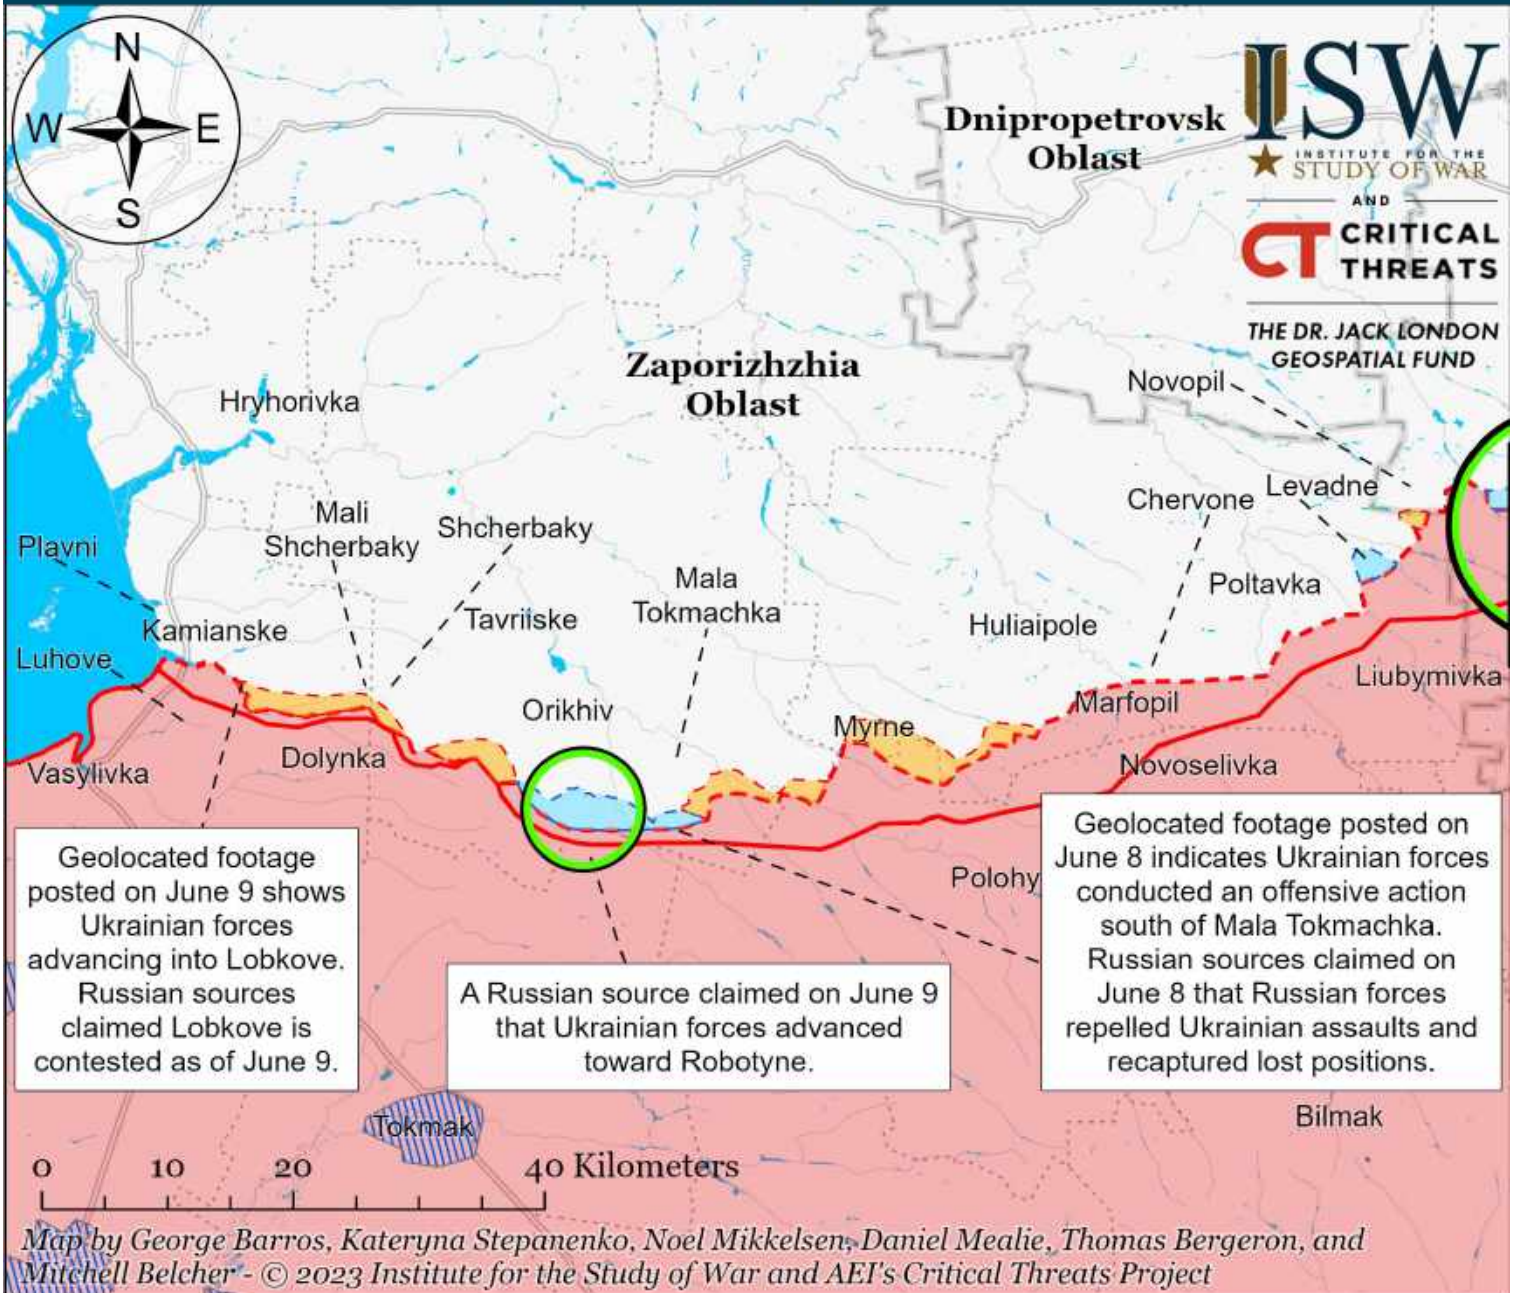 N
W
E
S
ISW
INSTITUTE FOR THE
STUDY OF WAR
AND
CT CRITICAL
THREATS
THE DR. JACK LONDON
GEOSPATIAL FUND
Dnipropetrovsk
Oblast
Zaporizhzhia
Oblast
Novopil
Hryhorivka
Levadne
Chervone
Mali
Shcherbaky
Shcherbaky
Plavni
Mala
Tokmachka
Poltavka
Tavriiske
Huliaipole
Kamianske
Luhove
Liubymivka
Orikhiv
Marfopil
Myrne
Dolynka
Vasylivka
Novoselivka
Polohy
Geolocated footage
posted on June 9 shows
Ukrainian forces
advancing into Lobkove.
Russian sources
claimed Lobkove is
contested as of June 9.
A Russian source claimed on June 9
that Ukrainian forces advanced
toward Robotyne.
Geolocated footage posted on
June 8 indicates Ukrainian forces
conducted an offensive action
south of Mala Tokmachka.
Russian sources claimed on
June 8 that Russian forces
repelled Ukrainian assaults and
recaptured lost positions.
Tokmak
Bilmak
0 10 20 40 Kilometers
Map by George Barros, Kateryna Stepanenko, Noel Mikkelsen, Daniel Mealie, Thomas Bergeron, and
Mitchell Belcher - © 2023 Institute for the Study of War and AEI's Critical Threats Project